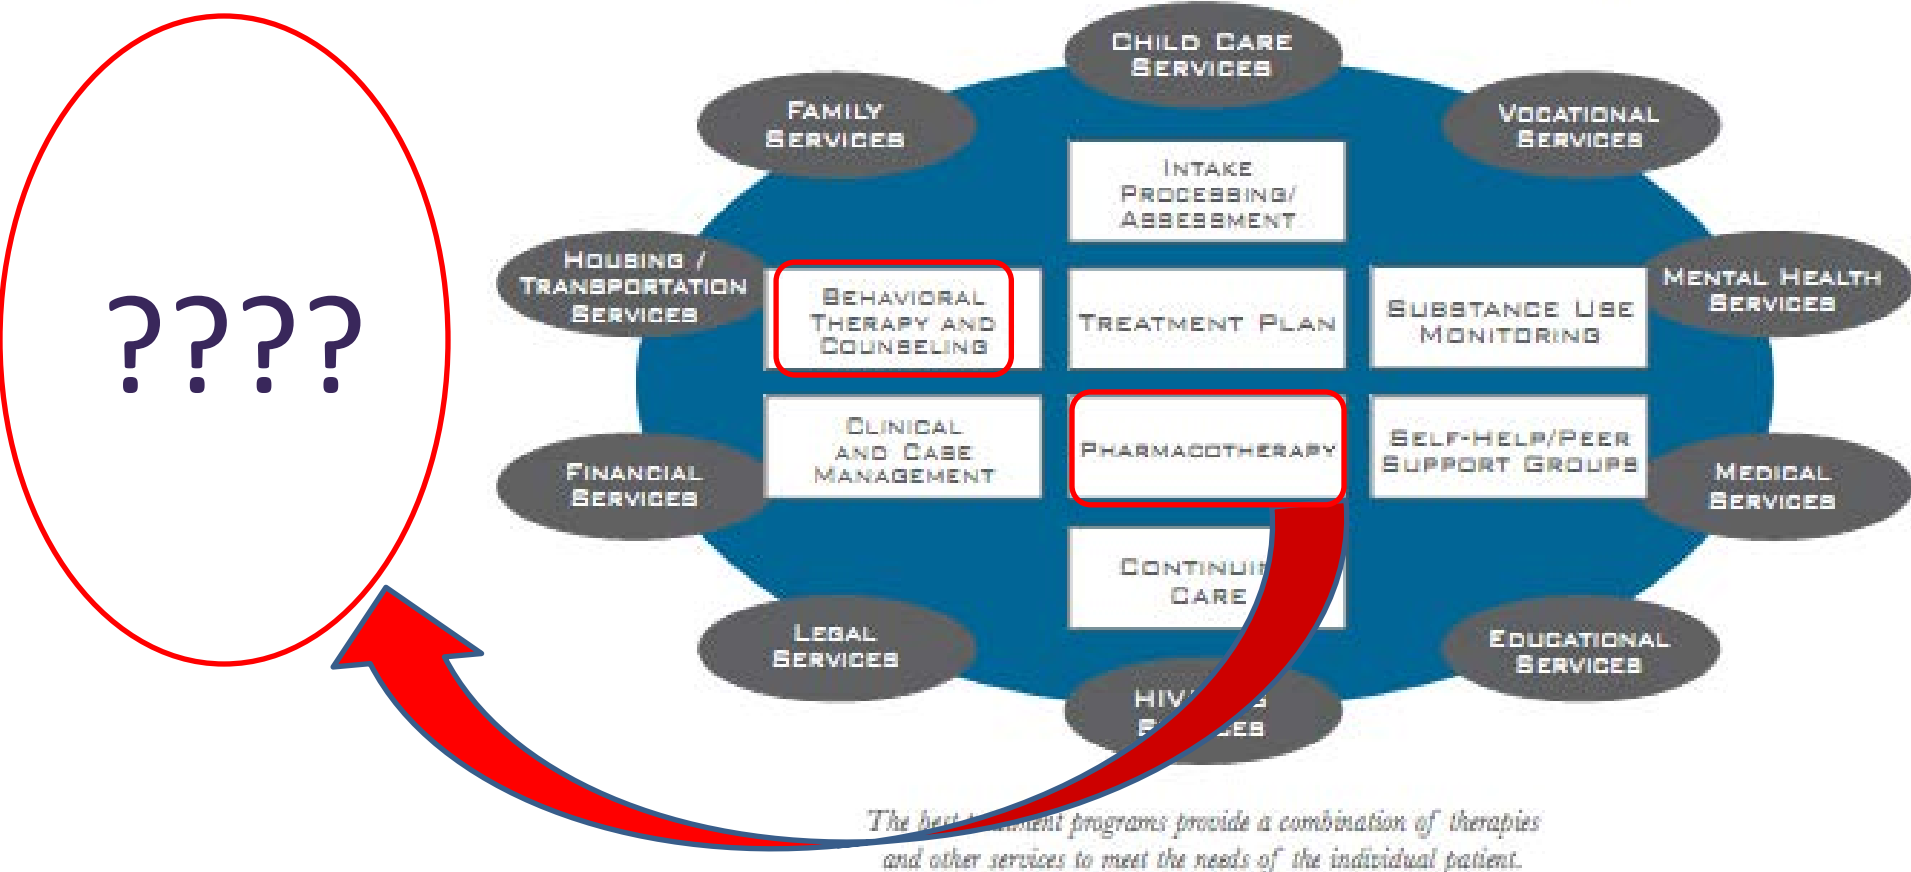 ????
CHILD CARE
SERVICES
FAMILY
SERVICES
VOCATIONAL
SERVICES
INTAKE
PROCESSING/
ASSESSMENT
HOUSING /
TRANSPORTATION
SERVICES
BEHAVIORAL
THERAPY AND
COUNSELING
TREATMENT PLAN
SUBSTANCE USE
MONITORING
MENTAL HEALTH
SERVICES
FINANCIAL
SERVICES
CLINICAL
AND CASE
MANAGEMENT
PHARMACOTHERAPY
SELF-HELP/PEER
SUPPORT GROUPS
MEDICAL
SERVICES
CARE
LEGAL
SERVICES
HIV
EDUCATIONAL
SERVICES
The best programs provide a combination of therapies
and other services to meet the needs of the individual patient.